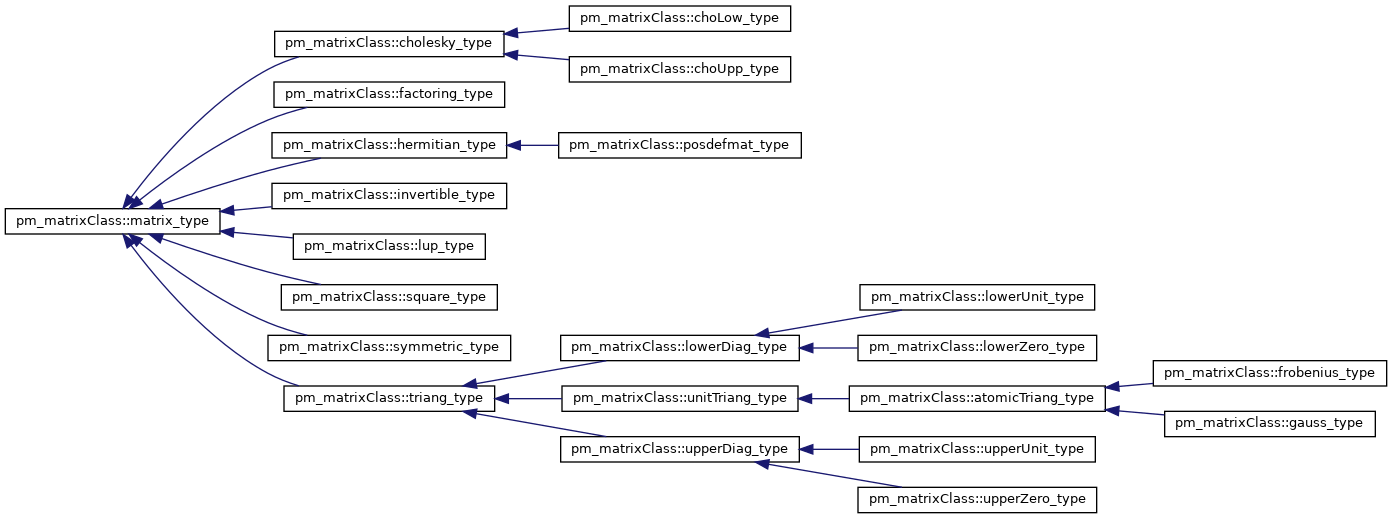 pm_matrixClass::choLow_type
pm_matrixClass::cholesky_type
pm_matrixClass::choUpp_type
pm_matrixClass::factoring_type
pm_matrixClass::hermitian_type
pm_matrixClass::posdefmat_type
pm_matrixClass::invertible_type
pm_matrixClass::matrix_type
pm_matrixClass::lup_type
pm_matrixClass::square_type
pm_matrixClass::lowerUnit_type
pm_matrixClass::symmetric_type
pm_matrixClass::lowerDiag_type
pm_matrixClass::lowerZero_type
pm_matrixClass::frobenius_type
pm_matrixClass::triang_type
pm_matrixClass::unitTriang_type
pm_matrixClass::atomicTriang_type
pm_matrixClass::gauss_type
pm_matrixClass::upperDiag_type
pm_matrixClass::upperUnit_type
pm_matrixClass::upperZero_type